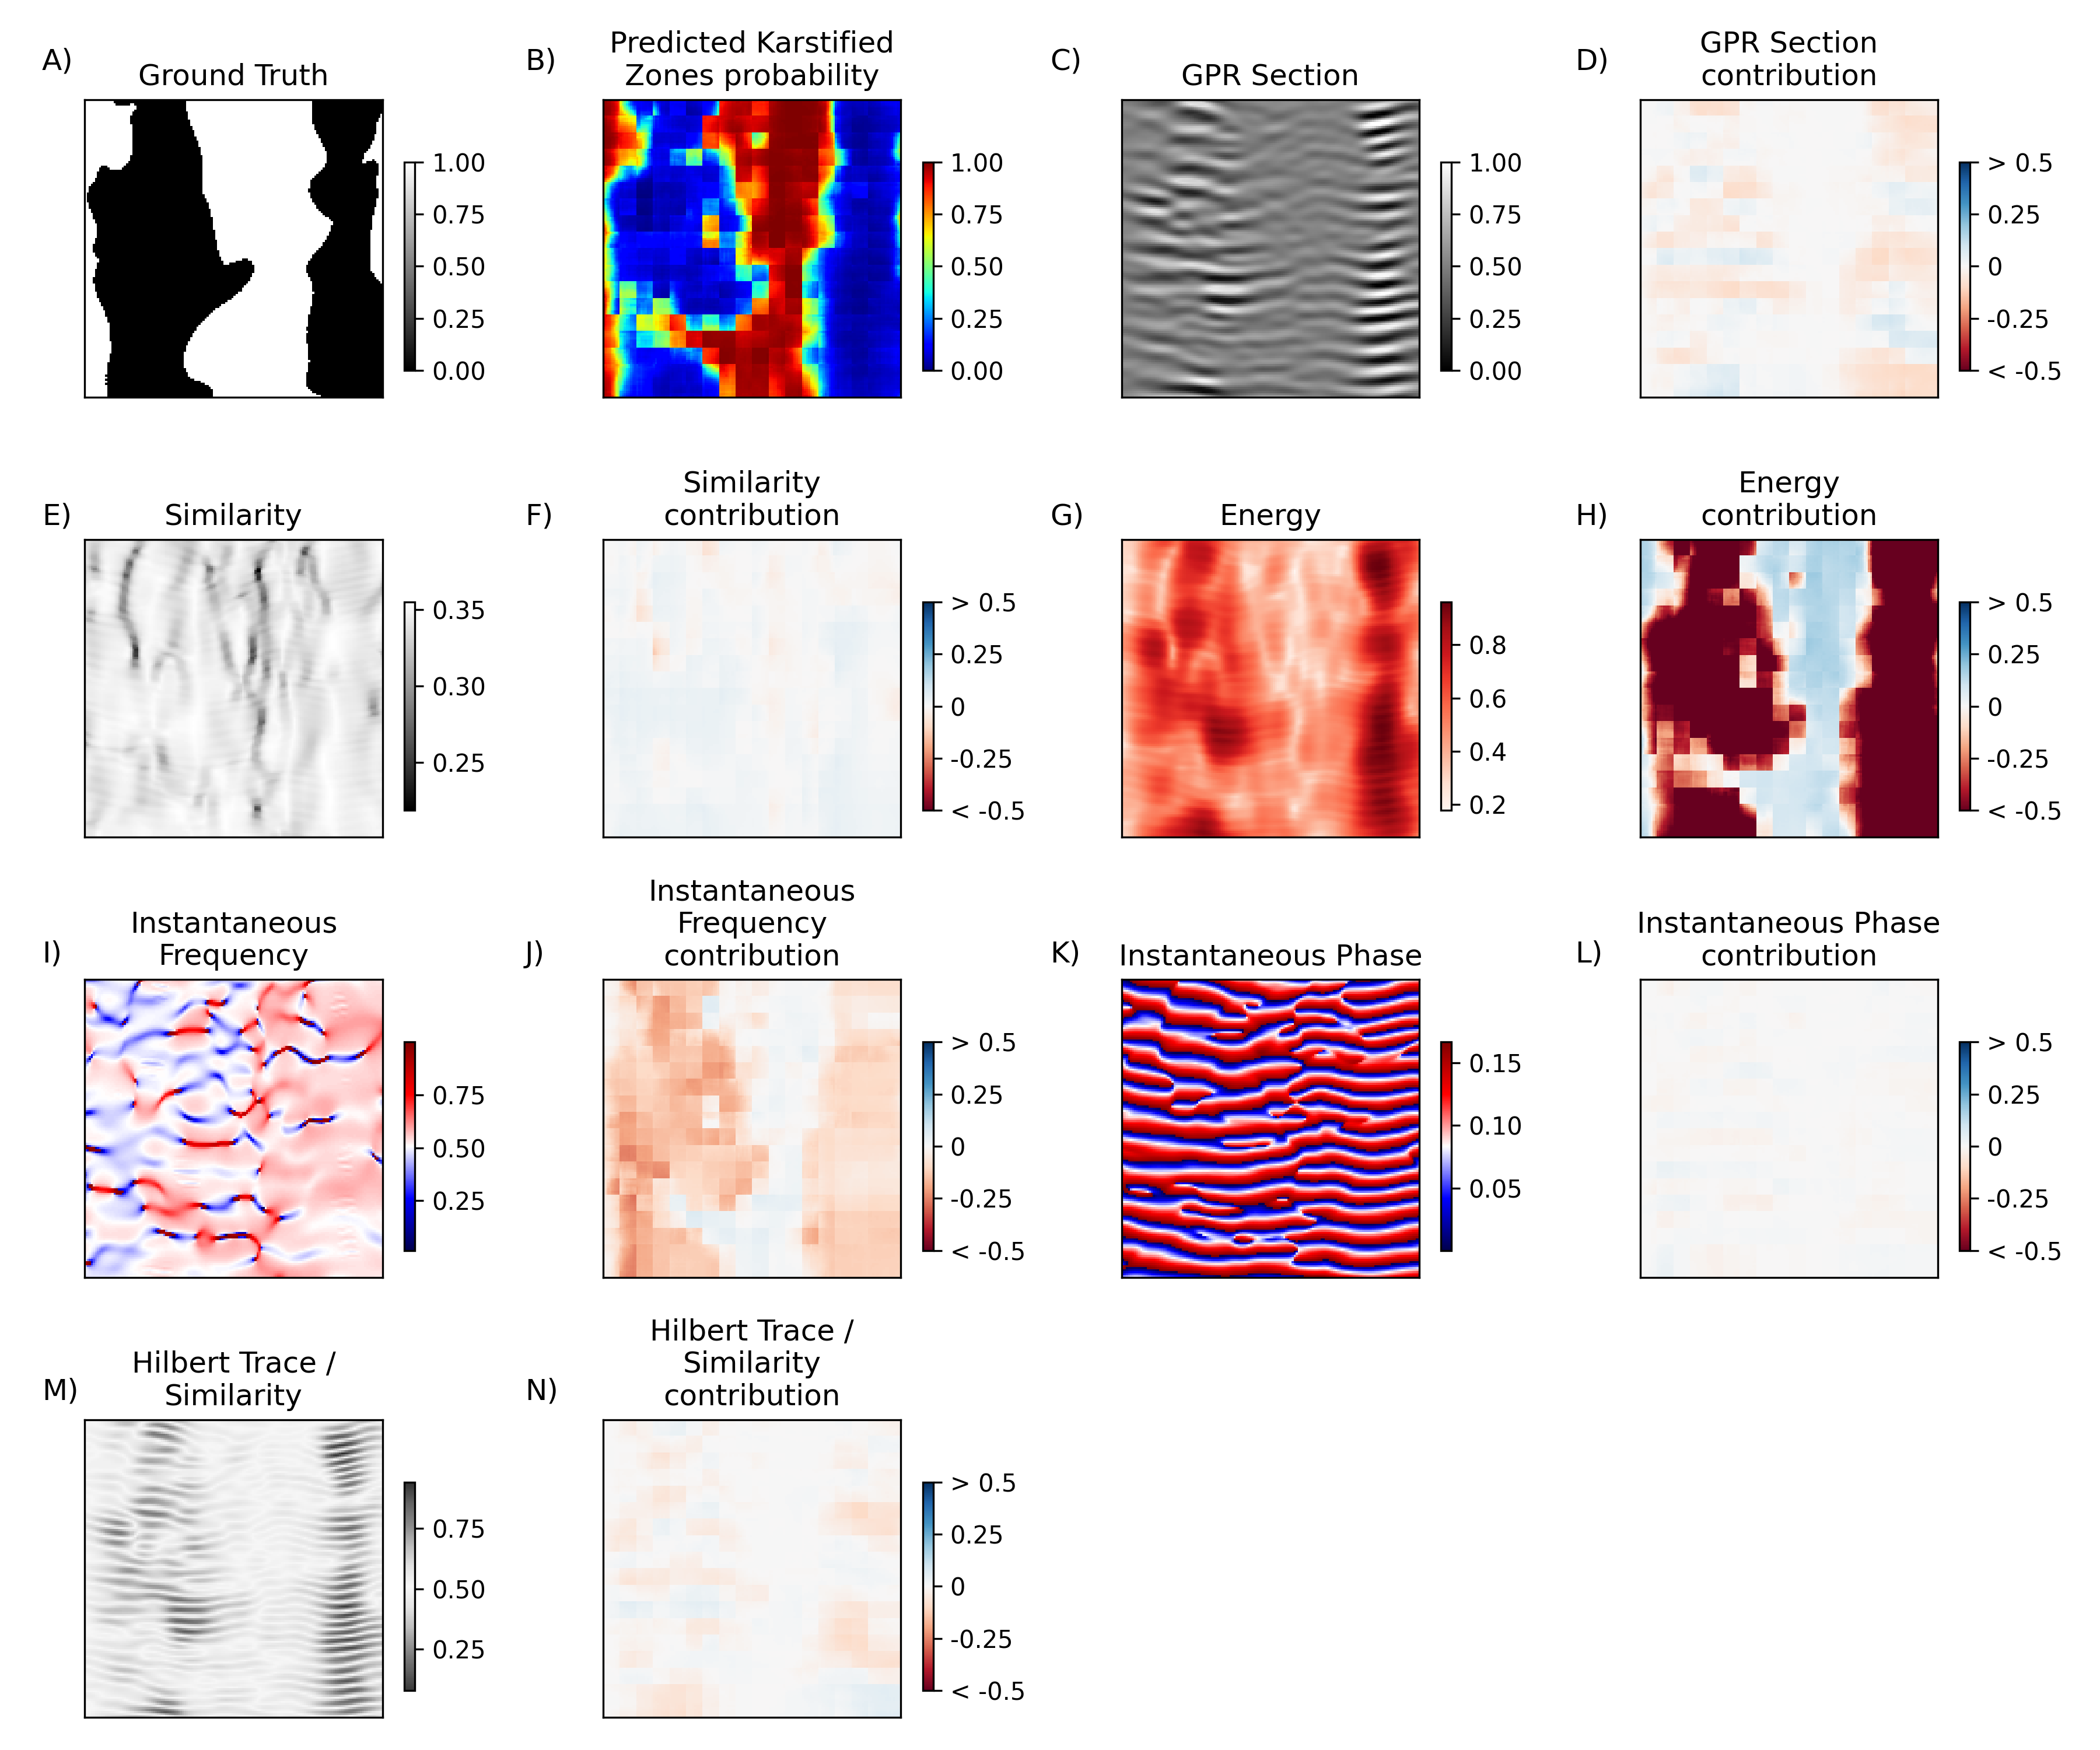 A)
Ground Truth
1.00
0.75
0.50
0.25
0.00
B)
Predicted Karstified
Zones probability
1.00
0.75
0.50
0.25
0.00
C)
GPR Section
1.00
0.75
0.50
0.25
0.00
D)
GPR Section
contribution
> 0.5
0.25
0
-0.25
< -0.5
E)
Similarity
0.35
0.30
0.25
F)
Similarity
contribution
> 0.5
0.25
0
-0.25
< -0.5
G)
Energy
0.8
0.6
0.4
0.2
H)
Energy
contribution
> 0.5
0.25
0
-0.25
< -0.5
I)
Instantaneous
Frequency
0.75
0.50
0.25
J)
Instantaneous
Frequency
contribution
> 0.5
0.25
0
-0.25
< -0.5
K)
Instantaneous Phase
0.15
0.10
0.05
L)
Instantaneous Phase
contribution
> 0.5
0.25
0
-0.25
< -0.5
M)
Hilbert Trace /
Similarity
0.75
0.50
0.25
N)
Hilbert Trace /
Similarity
contribution
> 0.5
0.25
0
-0.25
< -0.5